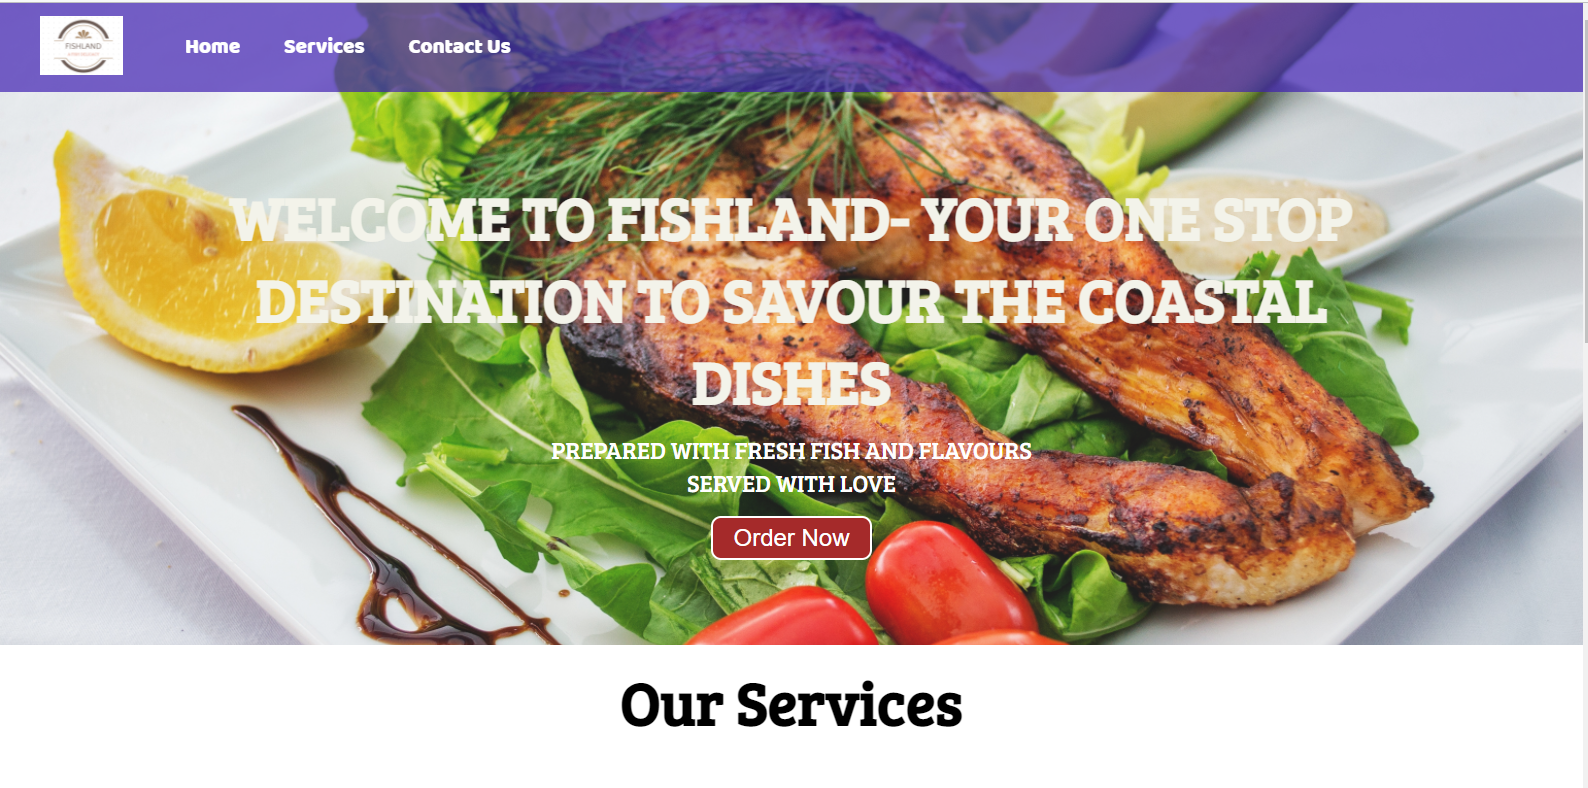 FISHLAND
Home Services Contact Us
WELCOME TO FISHLAND- YOUR ONE STOP
DESTINATION TO SAVOUR THE COASTAL
DISHES
PREPARED WITH FRESH FISH AND FLAVOURS
SERVED WITH LOVE
Order Now
Our Services